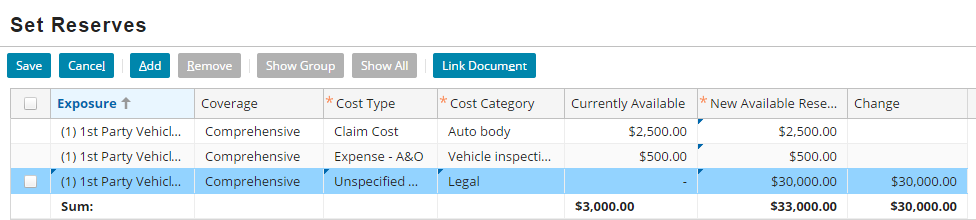 Set Reserves
Save Cancel Add Remove Show Group Show All Link Document
Exposure ↑ Coverage * Cost Type * Cost Category Currently Available * New Available Rese... Change
(1) 1st Party Vehicl... Comprehensive Claim Cost Auto body $2,500.00 $2,500.00
(1) 1st Party Vehicl... Comprehensive Expense - A&O Vehicle inspecti... $500.00 $500.00
(1) 1st Party Vehicl... Comprehensive Unspecified ... Legal - $30,000.00 $30,000.00
Sum: $3,000.00 $33,000.00 $30,000.00